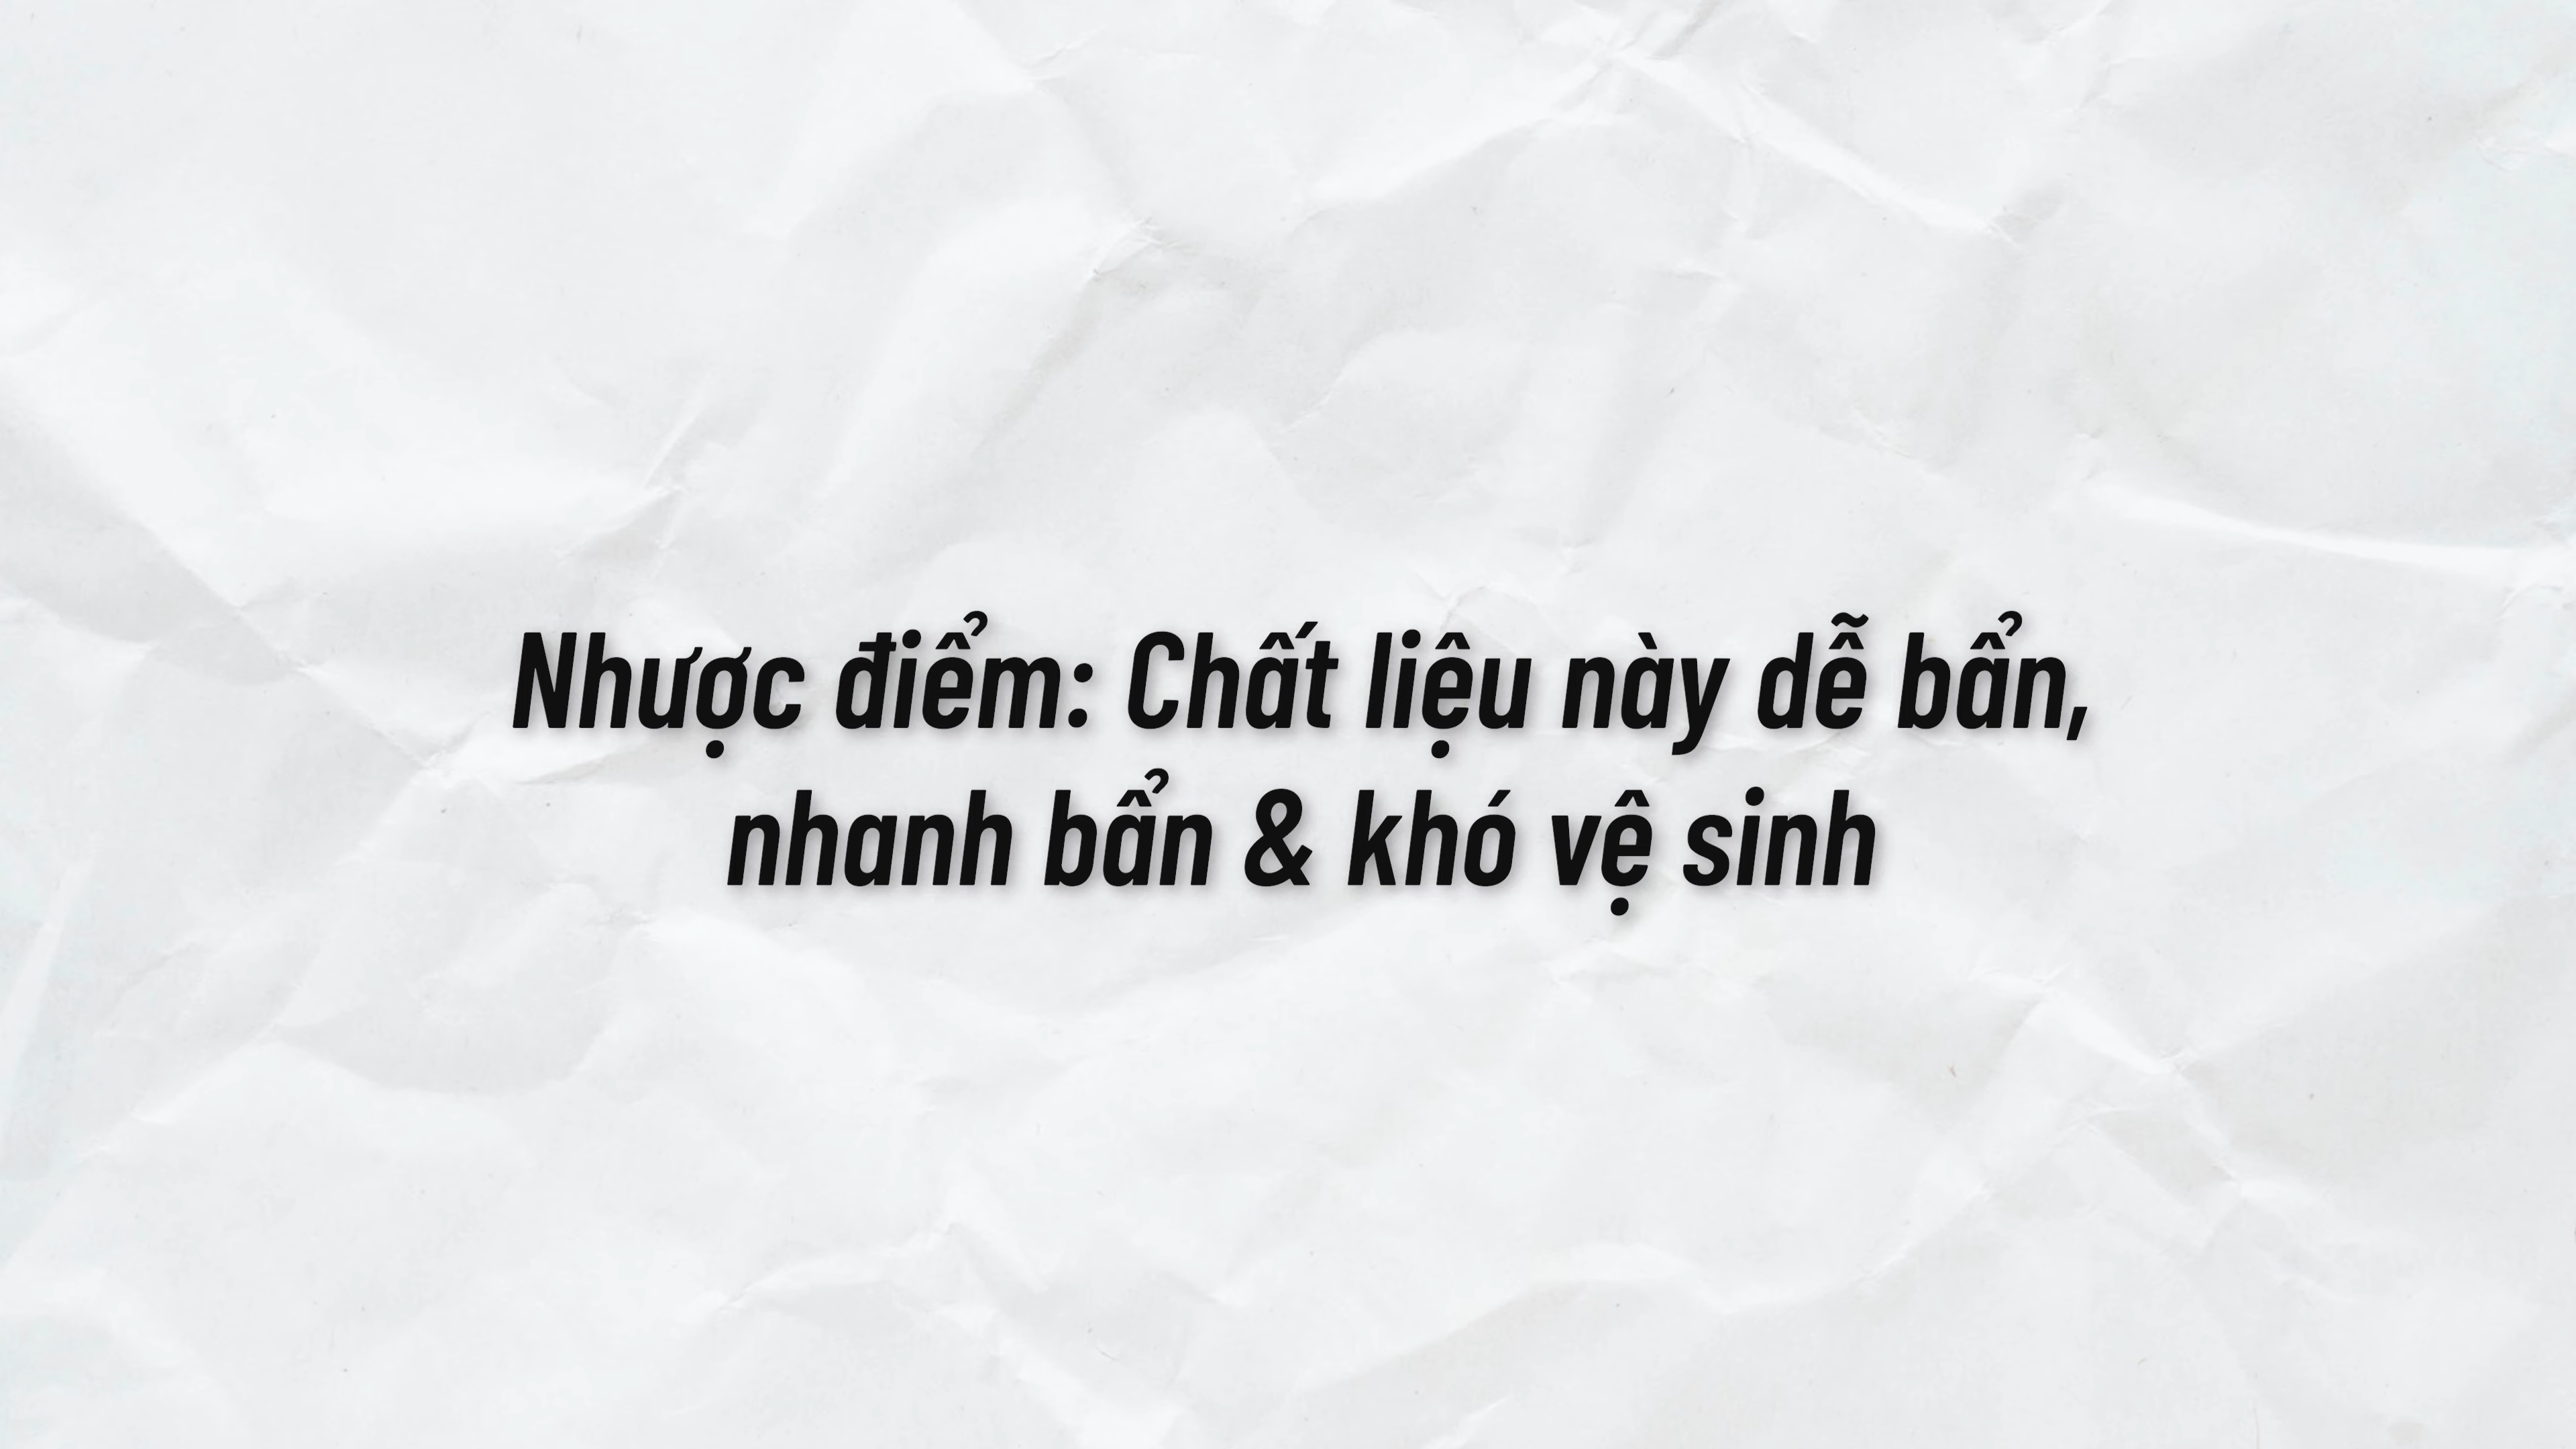 Nhược điểm: Chất liệu này dễ bẩn,
nhanh bẩn & khó vệ sinh